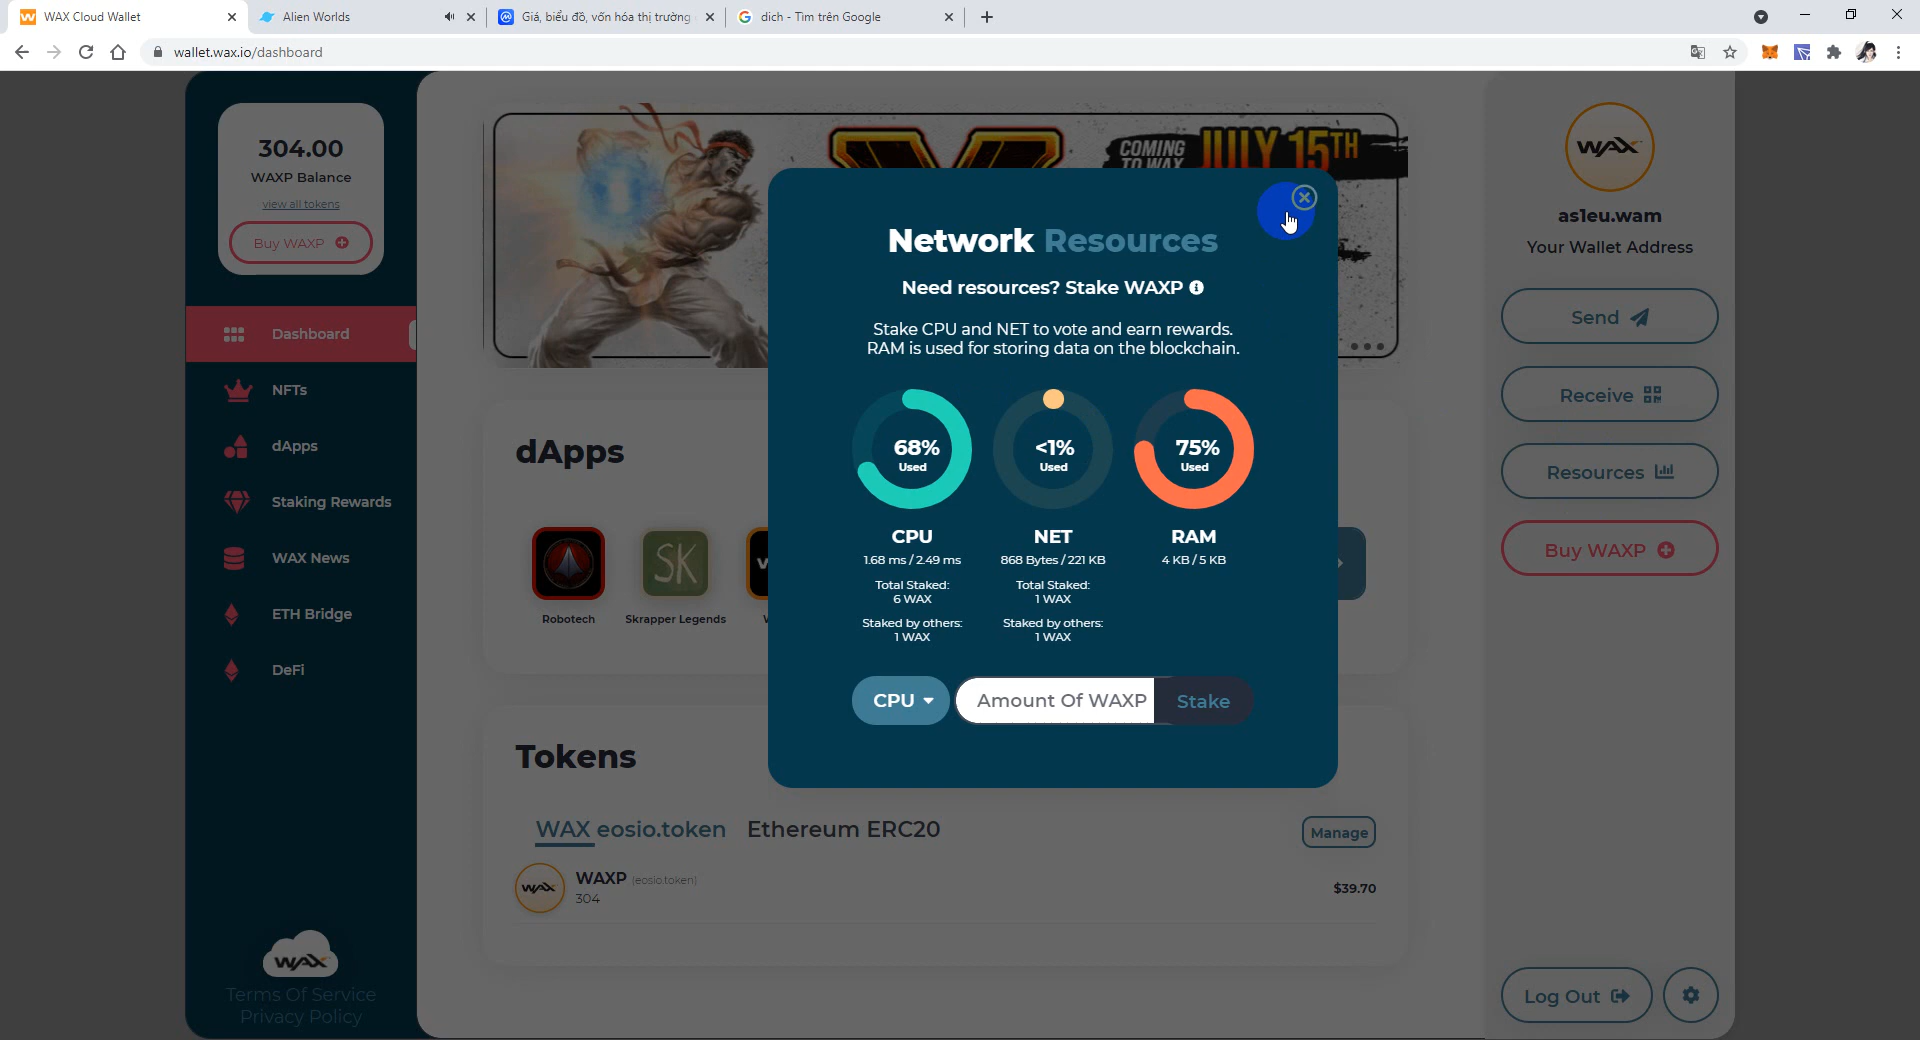 WAX Cloud Wallet
Alien Worlds
Giá, biểu đồ, vốn hóa thị trường
dich - Tìm trên Google
wallet.wax.io/dashboard
304.00
WAXP Balance
view all tokens
Buy WAXP
Dashboard
NFTs
dApps
Staking Rewards
WAX News
ETH Bridge
DeFi
WAX
Terms Of Service
Privacy Policy
COMING
TO WAX
JULY 15TH
dApps
Robotech
SK
Skrapper Legends
Network Resources
Need resources? Stake WAXP
Stake CPU and NET to vote and earn rewards.
RAM is used for storing data on the blockchain.
68%
Used
<1%
Used
75%
Used
CPU
NET
RAM
1.68 ms / 2.49 ms
868 Bytes / 221 KB
4 KB / 5 KB
Total Staked:
6 WAX
Total Staked:
1 WAX
Staked by others:
1 WAX
Staked by others:
1 WAX
CPU
Amount Of WAXP
Stake
Tokens
WAX eosio.token
Ethereum ERC20
Manage
WAX
WAXP (eosio.token)
304
$39.70
WAX
as1eu.wam
Your Wallet Address
Send
Receive
Resources
Buy WAXP
Log Out